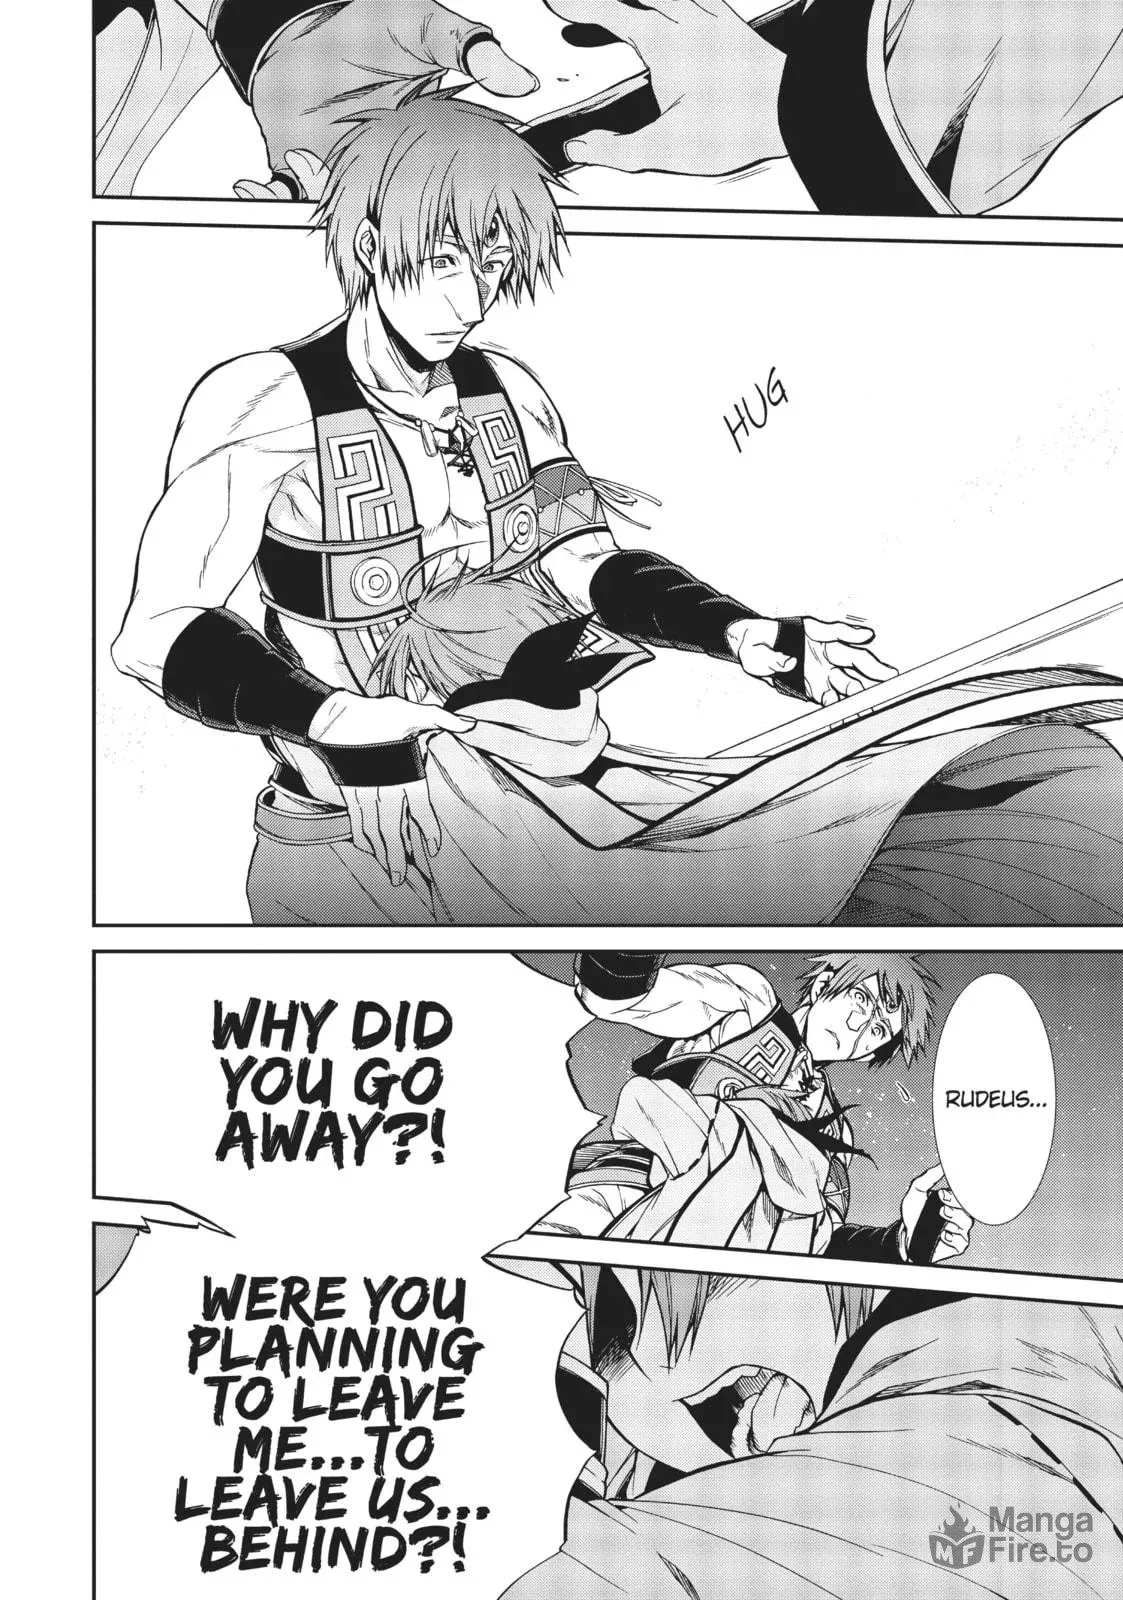 HUG
RUDEUS...
WHY DID
YOU GO
AWAY?!
WERE YOU
PLANNING
TO LEAVE
ME...TO
LEAVE US...
BEHIND?!
Manga
MF Fire.to